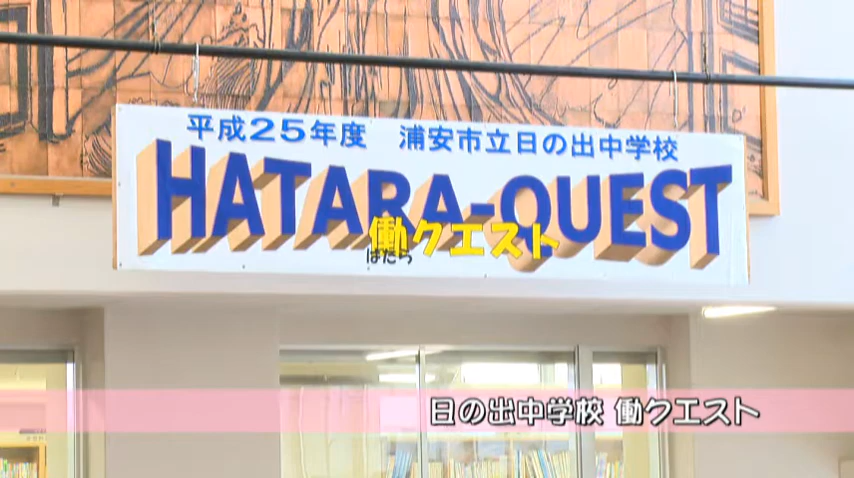 平成25年度 浦安市立日の出中学校
HATARA-QUEST
働クエスト
はたら
日の出中学校 働クエスト